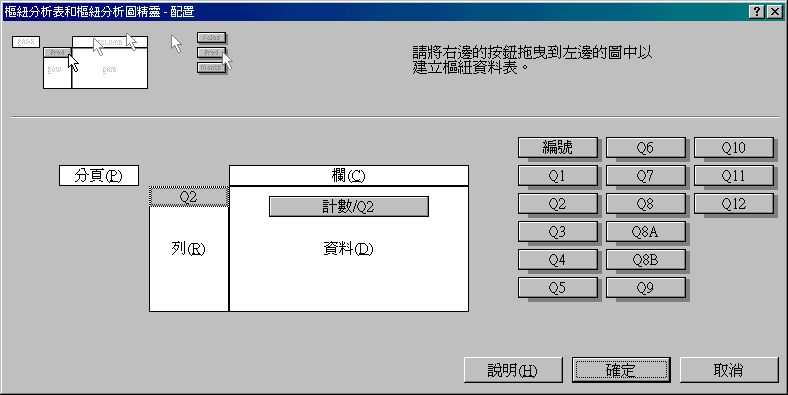 樞紐分析表和樞紐分析圖精靈 - 配置
請將右邊的按鈕拖曳到左邊的圖中以
建立樞紐資料表。
編號 Q6 Q10
分頁(P) 欄(C) Q1 Q7 Q11
Q2 計數/Q2 Q2 Q8 Q12
Q3 Q8A
列(R) 資料(D) Q4 Q8B
Q5 Q9
說明(H) 確定 取消